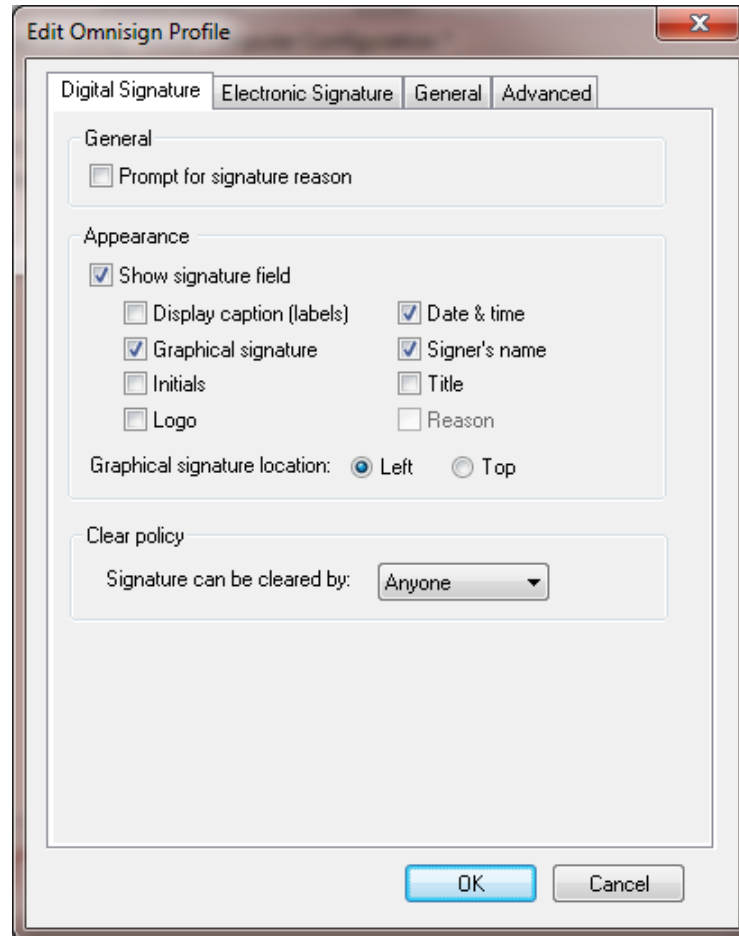 Edit Omnisign Profile
Digital Signature Electronic Signature General Advanced
General
Prompt for signature reason
Appearance
Show signature field
Display caption (labels) Date & time
Graphical signature Signer's name
Initials Title
Logo Reason
Graphical signature location: Left Top
Clear policy
Signature can be cleared by: Anyone
OK Cancel